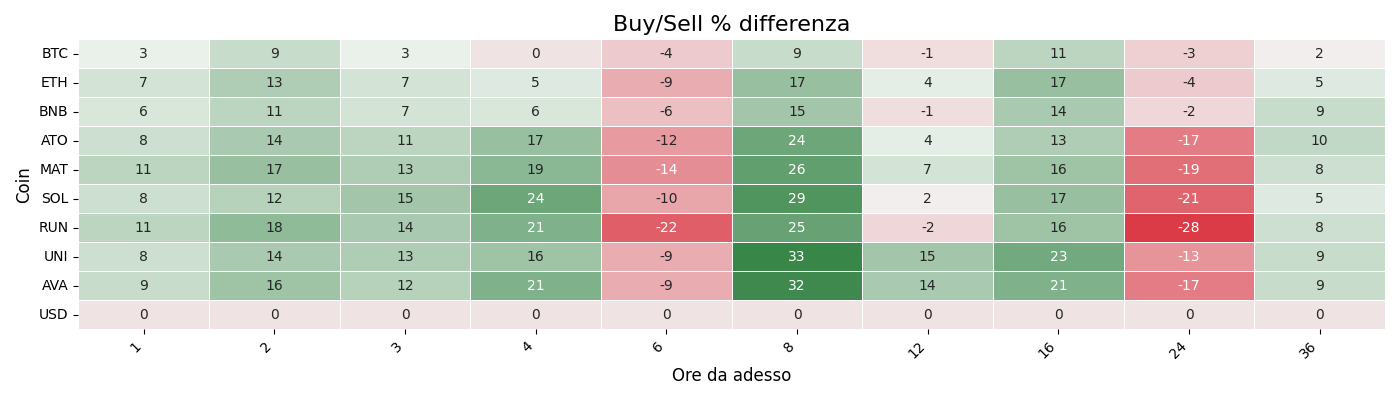 Buy/Sell % differenza
Coin
BTC 3 9 3 0 -4 9 -1 11 -3 2
ETH 7 13 7 5 -9 17 4 17 -4 5
BNB 6 11 7 6 -6 15 -1 14 -2 9
ATO 8 14 11 17 -12 24 4 13 -17 10
MAT 11 17 13 19 -14 26 7 16 -19 8
SOL 8 12 15 24 -10 29 2 17 -21 5
RUN 11 18 14 21 -22 25 -2 16 -28 8
UNI 8 14 13 16 -9 33 15 23 -13 9
AVA 9 16 12 21 -9 32 14 21 -17 9
USD 0 0 0 0 0 0 0 0 0 0
1 2 3 4 6 8 12 16 24 36
Ore da adesso